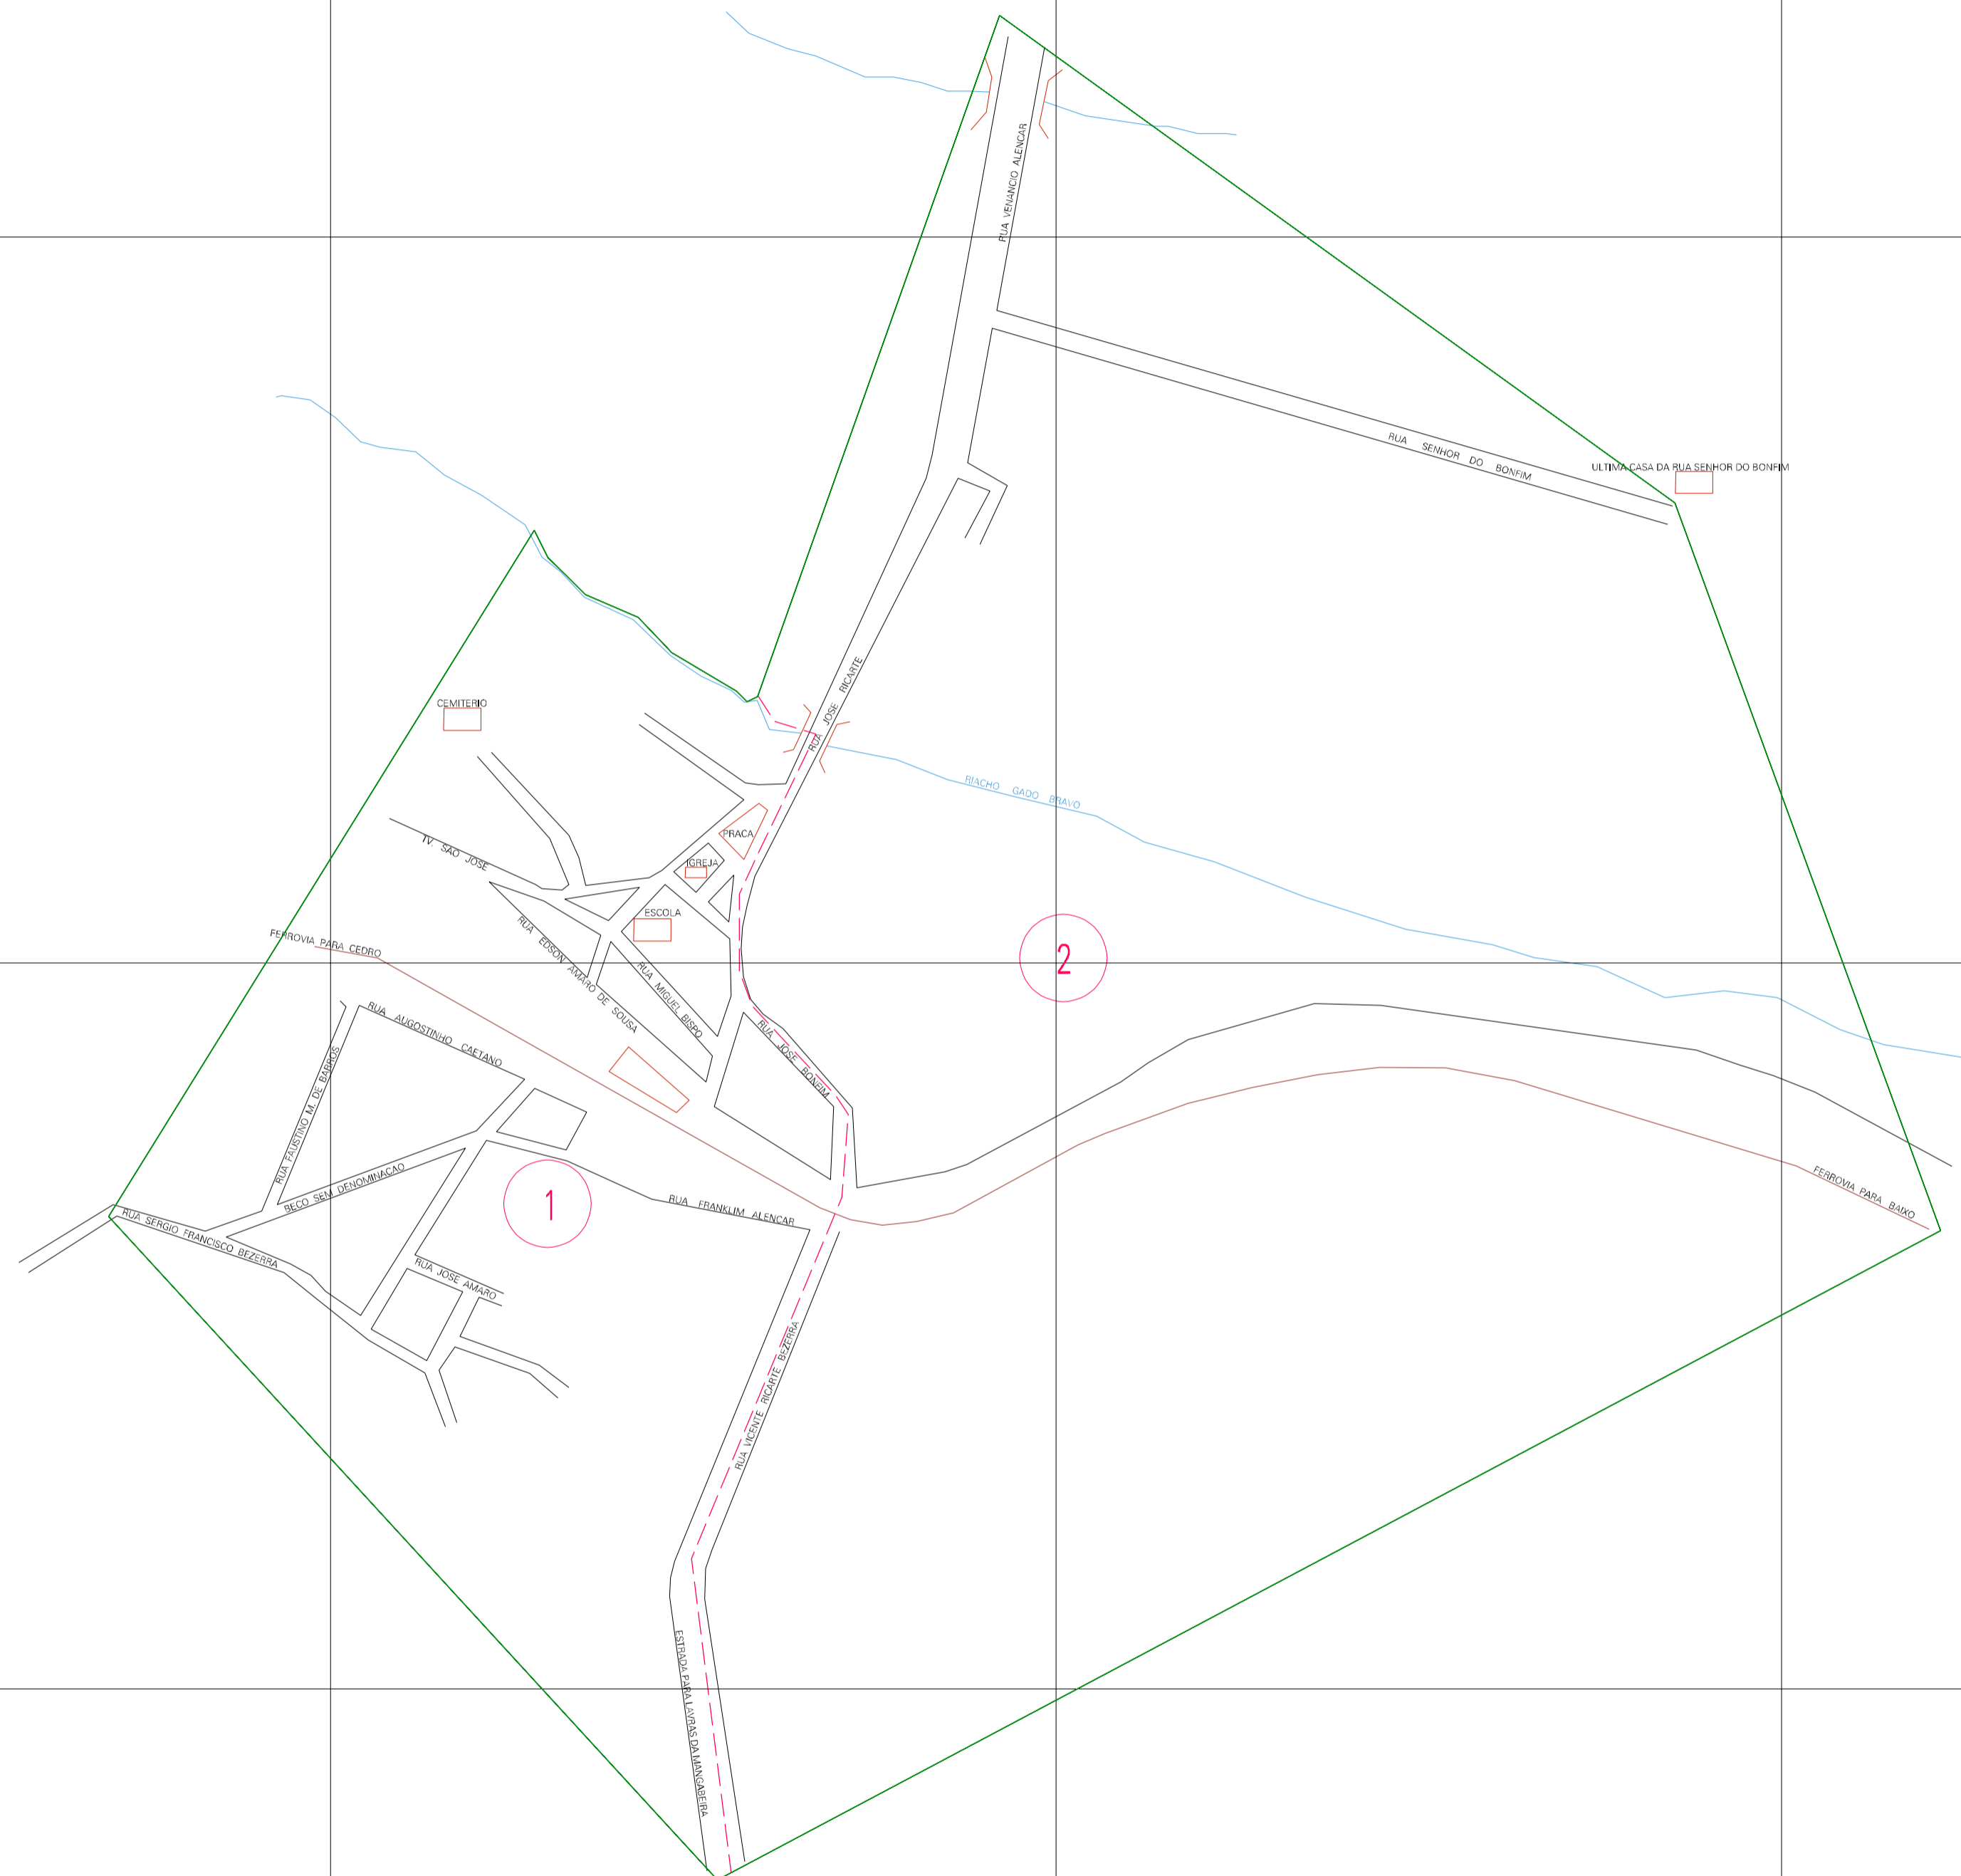 RUA VENANCIO ALENCAR
RUA SENHOR DO BONFIM
ULTIMA CASA DA RUA SENHOR DO BONFIM
RUA JOSE RICARTE
CEMITERIO
RIACHO GADO BRAVO
PRACA
TV. SAO JOSE
IGREJA
ESCOLA
RUA EDSON AMARO DE SOUSA
FERROVIA PARA CEDRO
2
RUA MIGUEL BISPO
RUA AUGOSTINHO CAETANO
RUA JOSE BONFIM
RUA FAUSTINO M. DE BARROS
BECO SEM DENOMINACAO
1
FERROVIA PARA BAIXO
RUA FRANKLIM ALENCAR
RUA SERGIO FRANCISCO BEZERRA
RUA JOSE AMARO
RUA VICENTE RICARTE BEZERRA
ESTRADA PARA LAVRAS DA MANGABEIRA